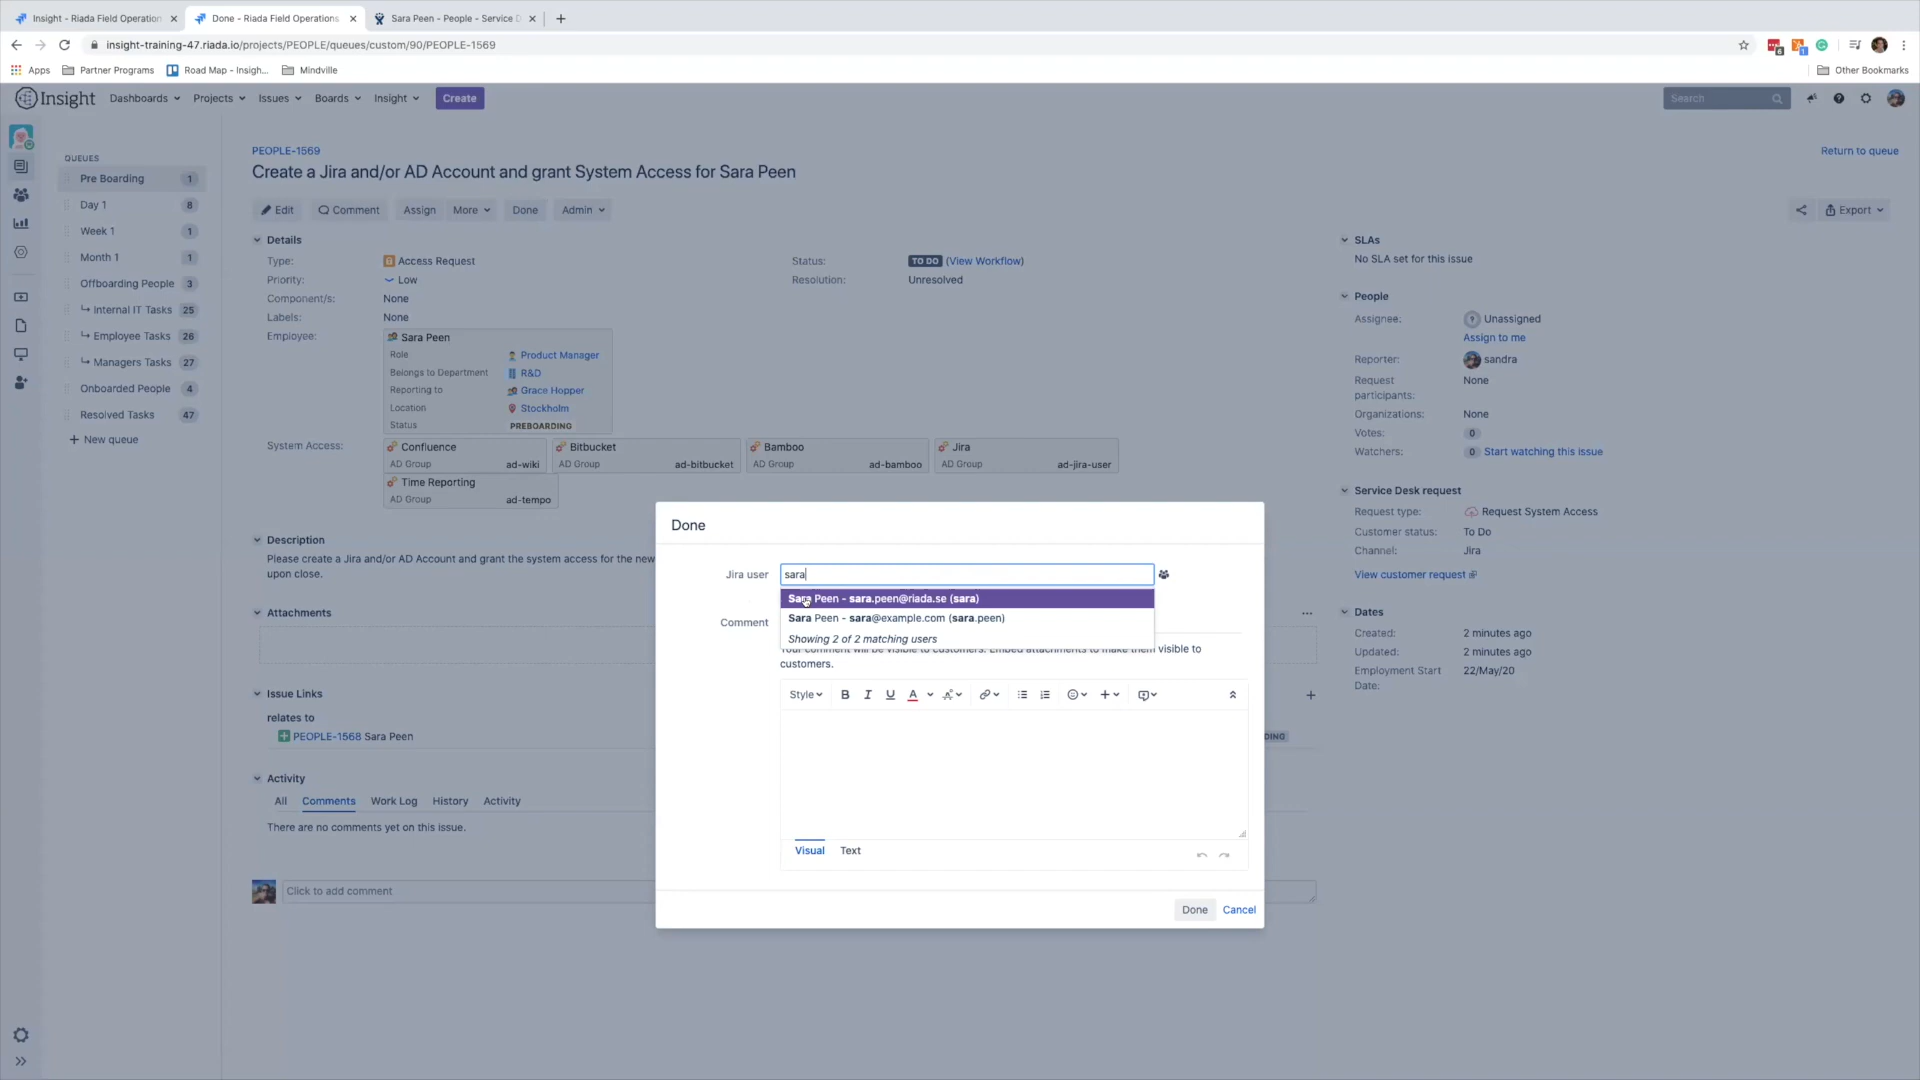 Insight - Riada Field Operation
Done - Riada Field Operations
Sara Peen - People - Service D
insight-training-47.riada.io/projects/PEOPLE/queues/custom/90/PEOPLE-1569
Apps
Partner Programs
Road Map - Insigh...
Mindville
Other Bookmarks
Insight
Dashboards
Projects
Issues
Boards
Insight
Create
Search
QUEUES
Pre Boarding 1
Day 1 8
Week 1 1
Month 1 1
Offboarding People 3
Internal IT Tasks 25
Employee Tasks 26
Managers Tasks 27
Onboarded People 4
Resolved Tasks 47
+ New queue
PEOPLE-1569
Return to queue
Create a Jira and/or AD Account and grant System Access for Sara Peen
Edit
Comment
Assign
More
Done
Admin
Export
Details
Type: Access Request
Priority: Low
Component/s: None
Labels: None
Employee: Sara Peen
Role Product Manager
Belongs to Department R&D
Reporting to Grace Hopper
Location Stockholm
Status PREBOARDING
Status: TO DO (View Workflow)
Resolution: Unresolved
System Access:
Confluence
AD Group ad-wiki
Bitbucket
AD Group ad-bitbucket
Bamboo
AD Group ad-bamboo
Jira
AD Group ad-jira-user
Time Reporting
AD Group ad-tempo
Description
Please create a Jira and/or AD Account and grant the system access for the new
upon close.
Attachments
Issue Links
relates to
PEOPLE-1568 Sara Peen
Activity
All
Comments
Work Log
History
Activity
There are no comments yet on this issue.
Click to add comment
Done
Jira user
sara
Sara Peen - sara.peen@riada.se (sara)
Sara Peen - sara@example.com (sara.peen)
Showing 2 of 2 matching users
Comment
Your comment will be visible to customers. Embed attachments to make them visible to
customers.
Style
B
I
U
A
Visual
Text
Done
Cancel
SLAs
No SLA set for this issue
People
Assignee: Unassigned
Assign to me
Reporter: sandra
Request
participants:
None
Organizations: None
Votes: 0
Watchers: 0 Start watching this issue
Service Desk request
Request type: Request System Access
Customer status: To Do
Channel: Jira
View customer request
Dates
Created: 2 minutes ago
Updated: 2 minutes ago
Employment Start
Date:
22/May/20